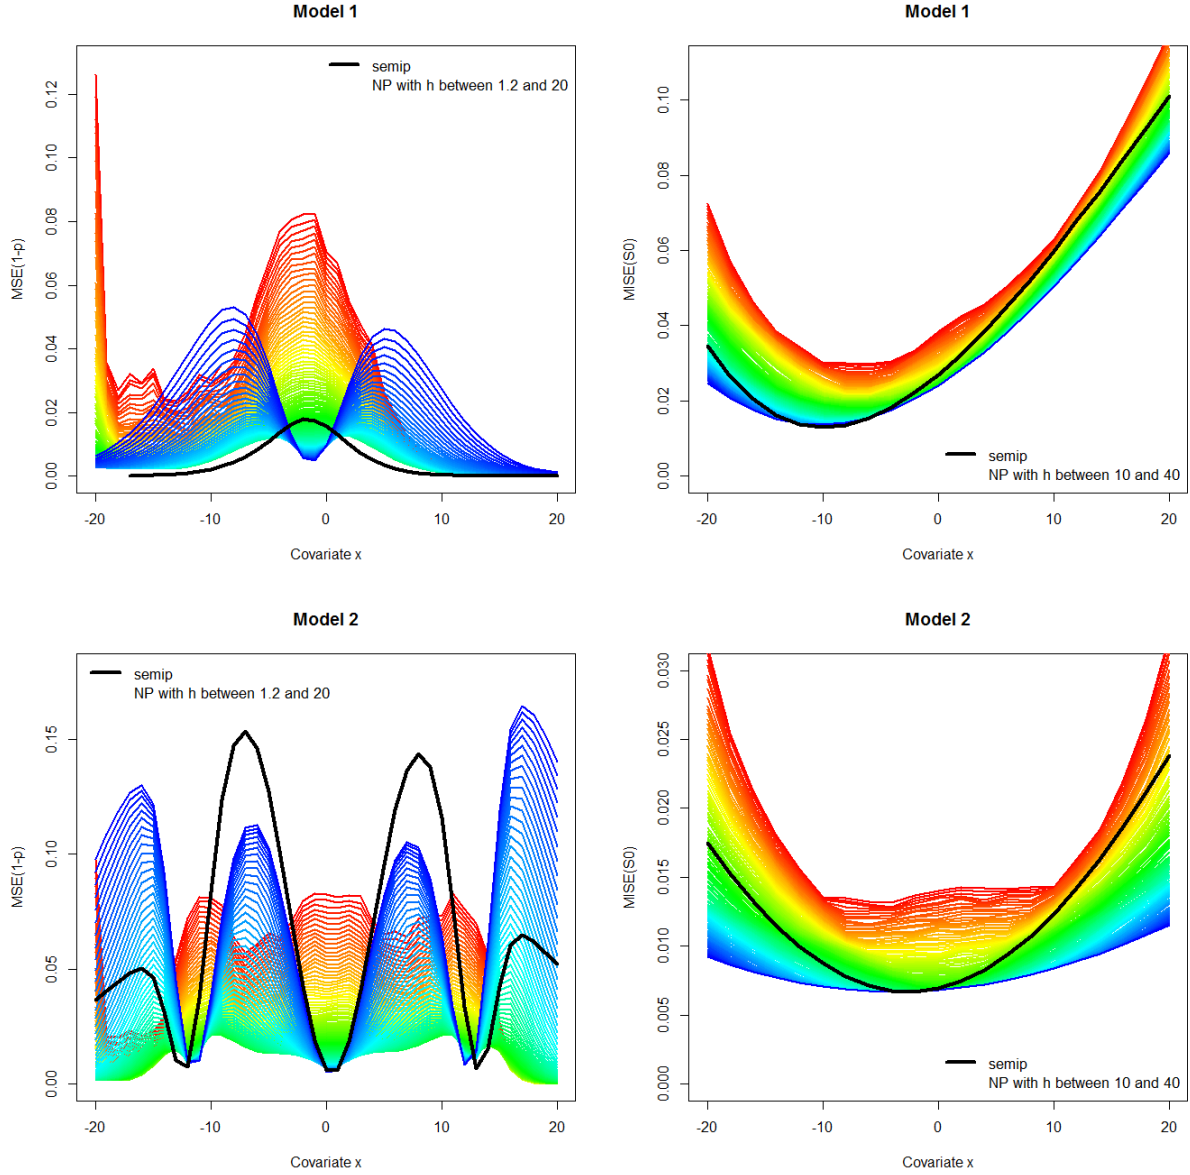 Model 1
MSE(1-p)
0.12
0.10
0.08
0.06
0.04
0.02
0.00
semip
NP with h between 1.2 and 20
-20 -10 0 10 20
Covariate x
Model 1
MISE(S0)
0.10
0.08
0.06
0.04
0.02
0.00
semip
NP with h between 10 and 40
-20 -10 0 10 20
Covariate x
Model 2
semip
NP with h between 1.2 and 20
MSE(1-p)
0.15
0.10
0.05
0.00
-20 -10 0 10 20
Covariate x
Model 2
MISE(S0)
0.030
0.025
0.020
0.015
0.010
0.005
0.000
semip
NP with h between 10 and 40
-20 -10 0 10 20
Covariate x